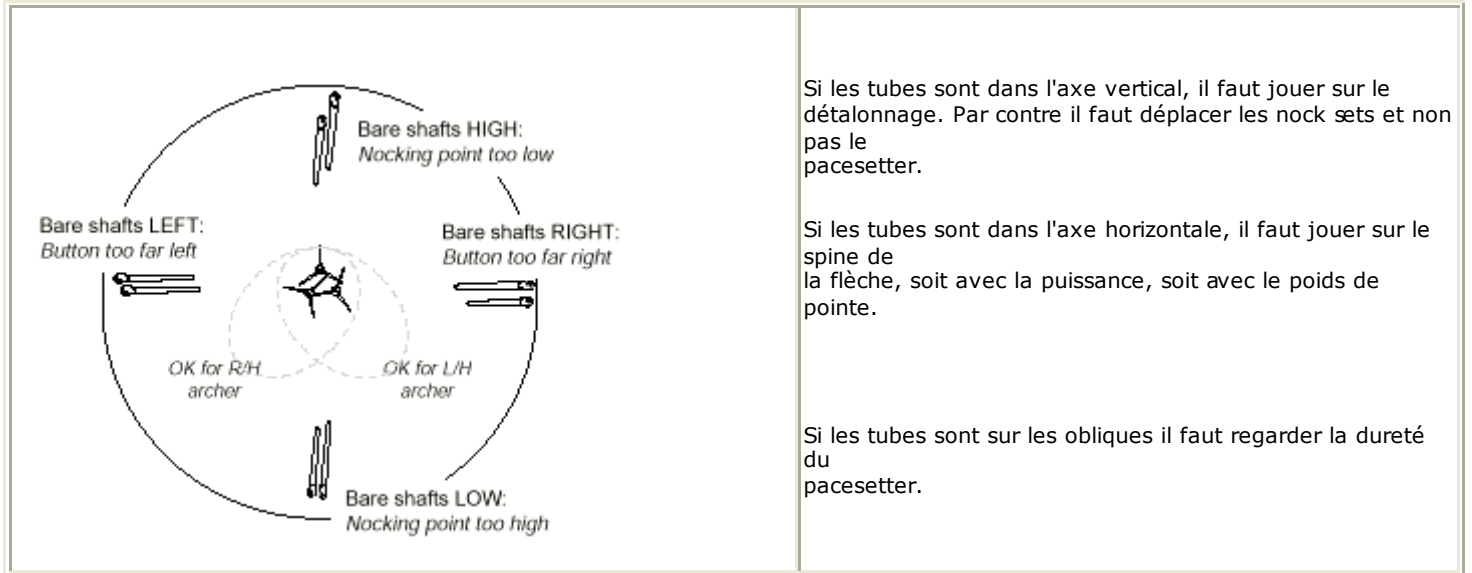 Bare shafts HIGH:
Nocking point too low
Bare shafts LEFT:
Button too far left
Bare shafts RIGHT:
Button too far right
OK for R/H
archer
OK for L/H
archer
Bare shafts LOW:
Nocking point too high
Si les tubes sont dans l'axe vertical, il faut jouer sur le
détalonnage. Par contre il faut déplacer les nock sets et non
pas le
pacesetter.
Si les tubes sont dans l'axe horizontale, il faut jouer sur le
spine de
la flèche, soit avec la puissance, soit avec le poids de
pointe.
Si les tubes sont sur les obliques il faut regarder la dureté
du
pacesetter.